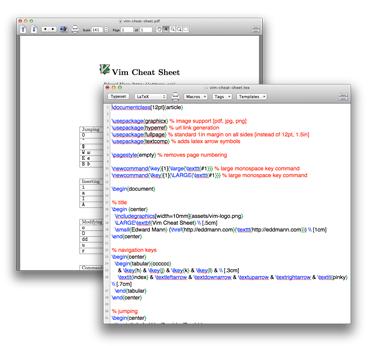 vim-cheat-sheet.pdf
Vim Cheat Sheet
Jumping
0
$
W w
E e
B b
Inserting
i
a
I
A
Modifying
o
O
dd
u
r
vim-cheat-sheet.tex
Typeset
LaTeX
Macros
Tags
Templates
\documentclass[12pt]{article}
\usepackage{graphicx} % image support [pdf, jpg, png]
\usepackage{hyperref} % url link generation
\usepackage{fullpage} % standard 1in margin on all sides [instead of 12pt, 1.5in]
\usepackage{textcomp} % adds latex arrow symbols
\pagestyle{empty} % removes page numbering
\newcommand{\key}[1]{\large{\texttt{#1}}} % large monospace key command
\newcommand{\Key}[1]{\LARGE{\texttt{#1}}} % large monospace key command
\begin{document}
% title
\begin {center}
\includegraphics[width=10mm]{assets/vim-logo.png}
\LARGE\textbf{Vim Cheat Sheet} \\ [.5cm]
\small{Edward Mann} (\href{http://eddmann.com}{\texttt{http://eddmann.com}}) \\ [1cm]
\end{center}
% navigation keys
\begin{center}
\begin{tabular}{cccccc}
& \Key{h} & \Key{j} & \Key{k} & \Key{l} & \\ [.3cm]
\textit{index} & \textleftarrow & \textdownarrow & \textuparrow & \textrightarrow & \textit{pinky}
\\ [.7cm]
\end{tabular}
\end{center}
% jumping
\begin{center}